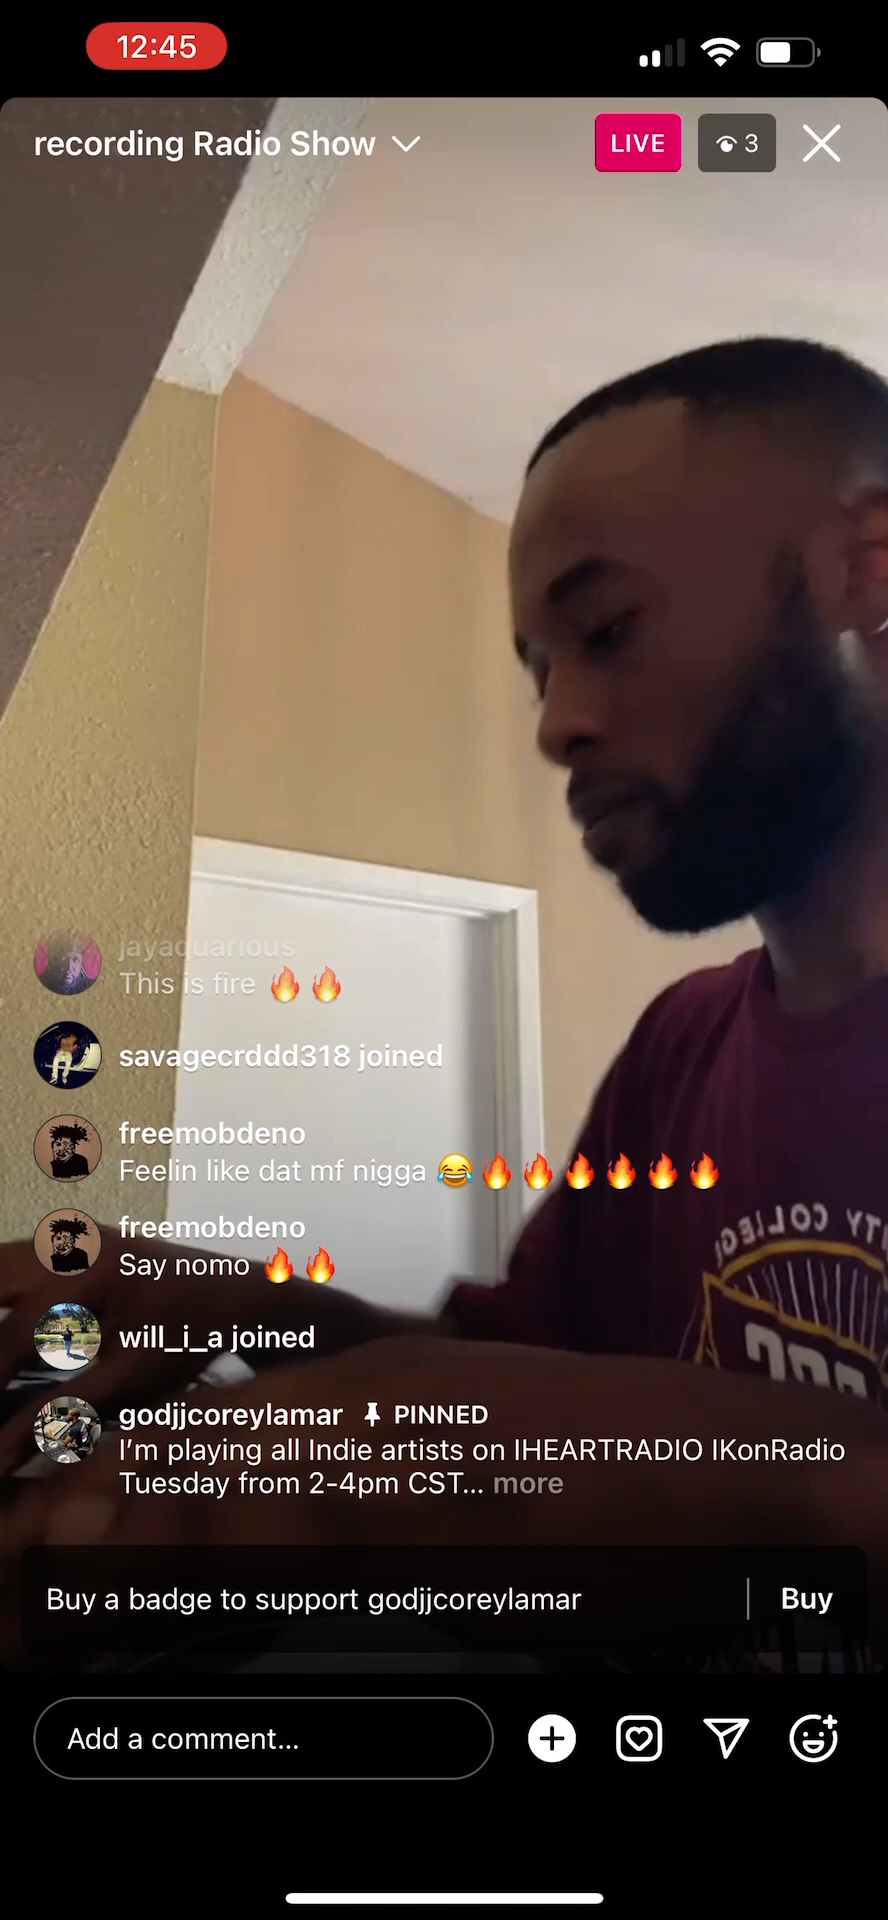 12:45
recording Radio Show
LIVE
3
jayaquarious
This is fire 🔥🔥
savagecrddd318 joined
freemobdeno
Feelin like dat mf nigga 😂🔥🔥🔥🔥🔥🔥
freemobdeno
Say nomo 🔥🔥
will_i_a joined
godjjcoreylamar PINNED
I'm playing all Indie artists on IHEARTRADIO IKonRadio
Tuesday from 2-4pm CST... more
TY COLLEG
Buy a badge to support godjjcoreylamar
Buy
Add a comment...